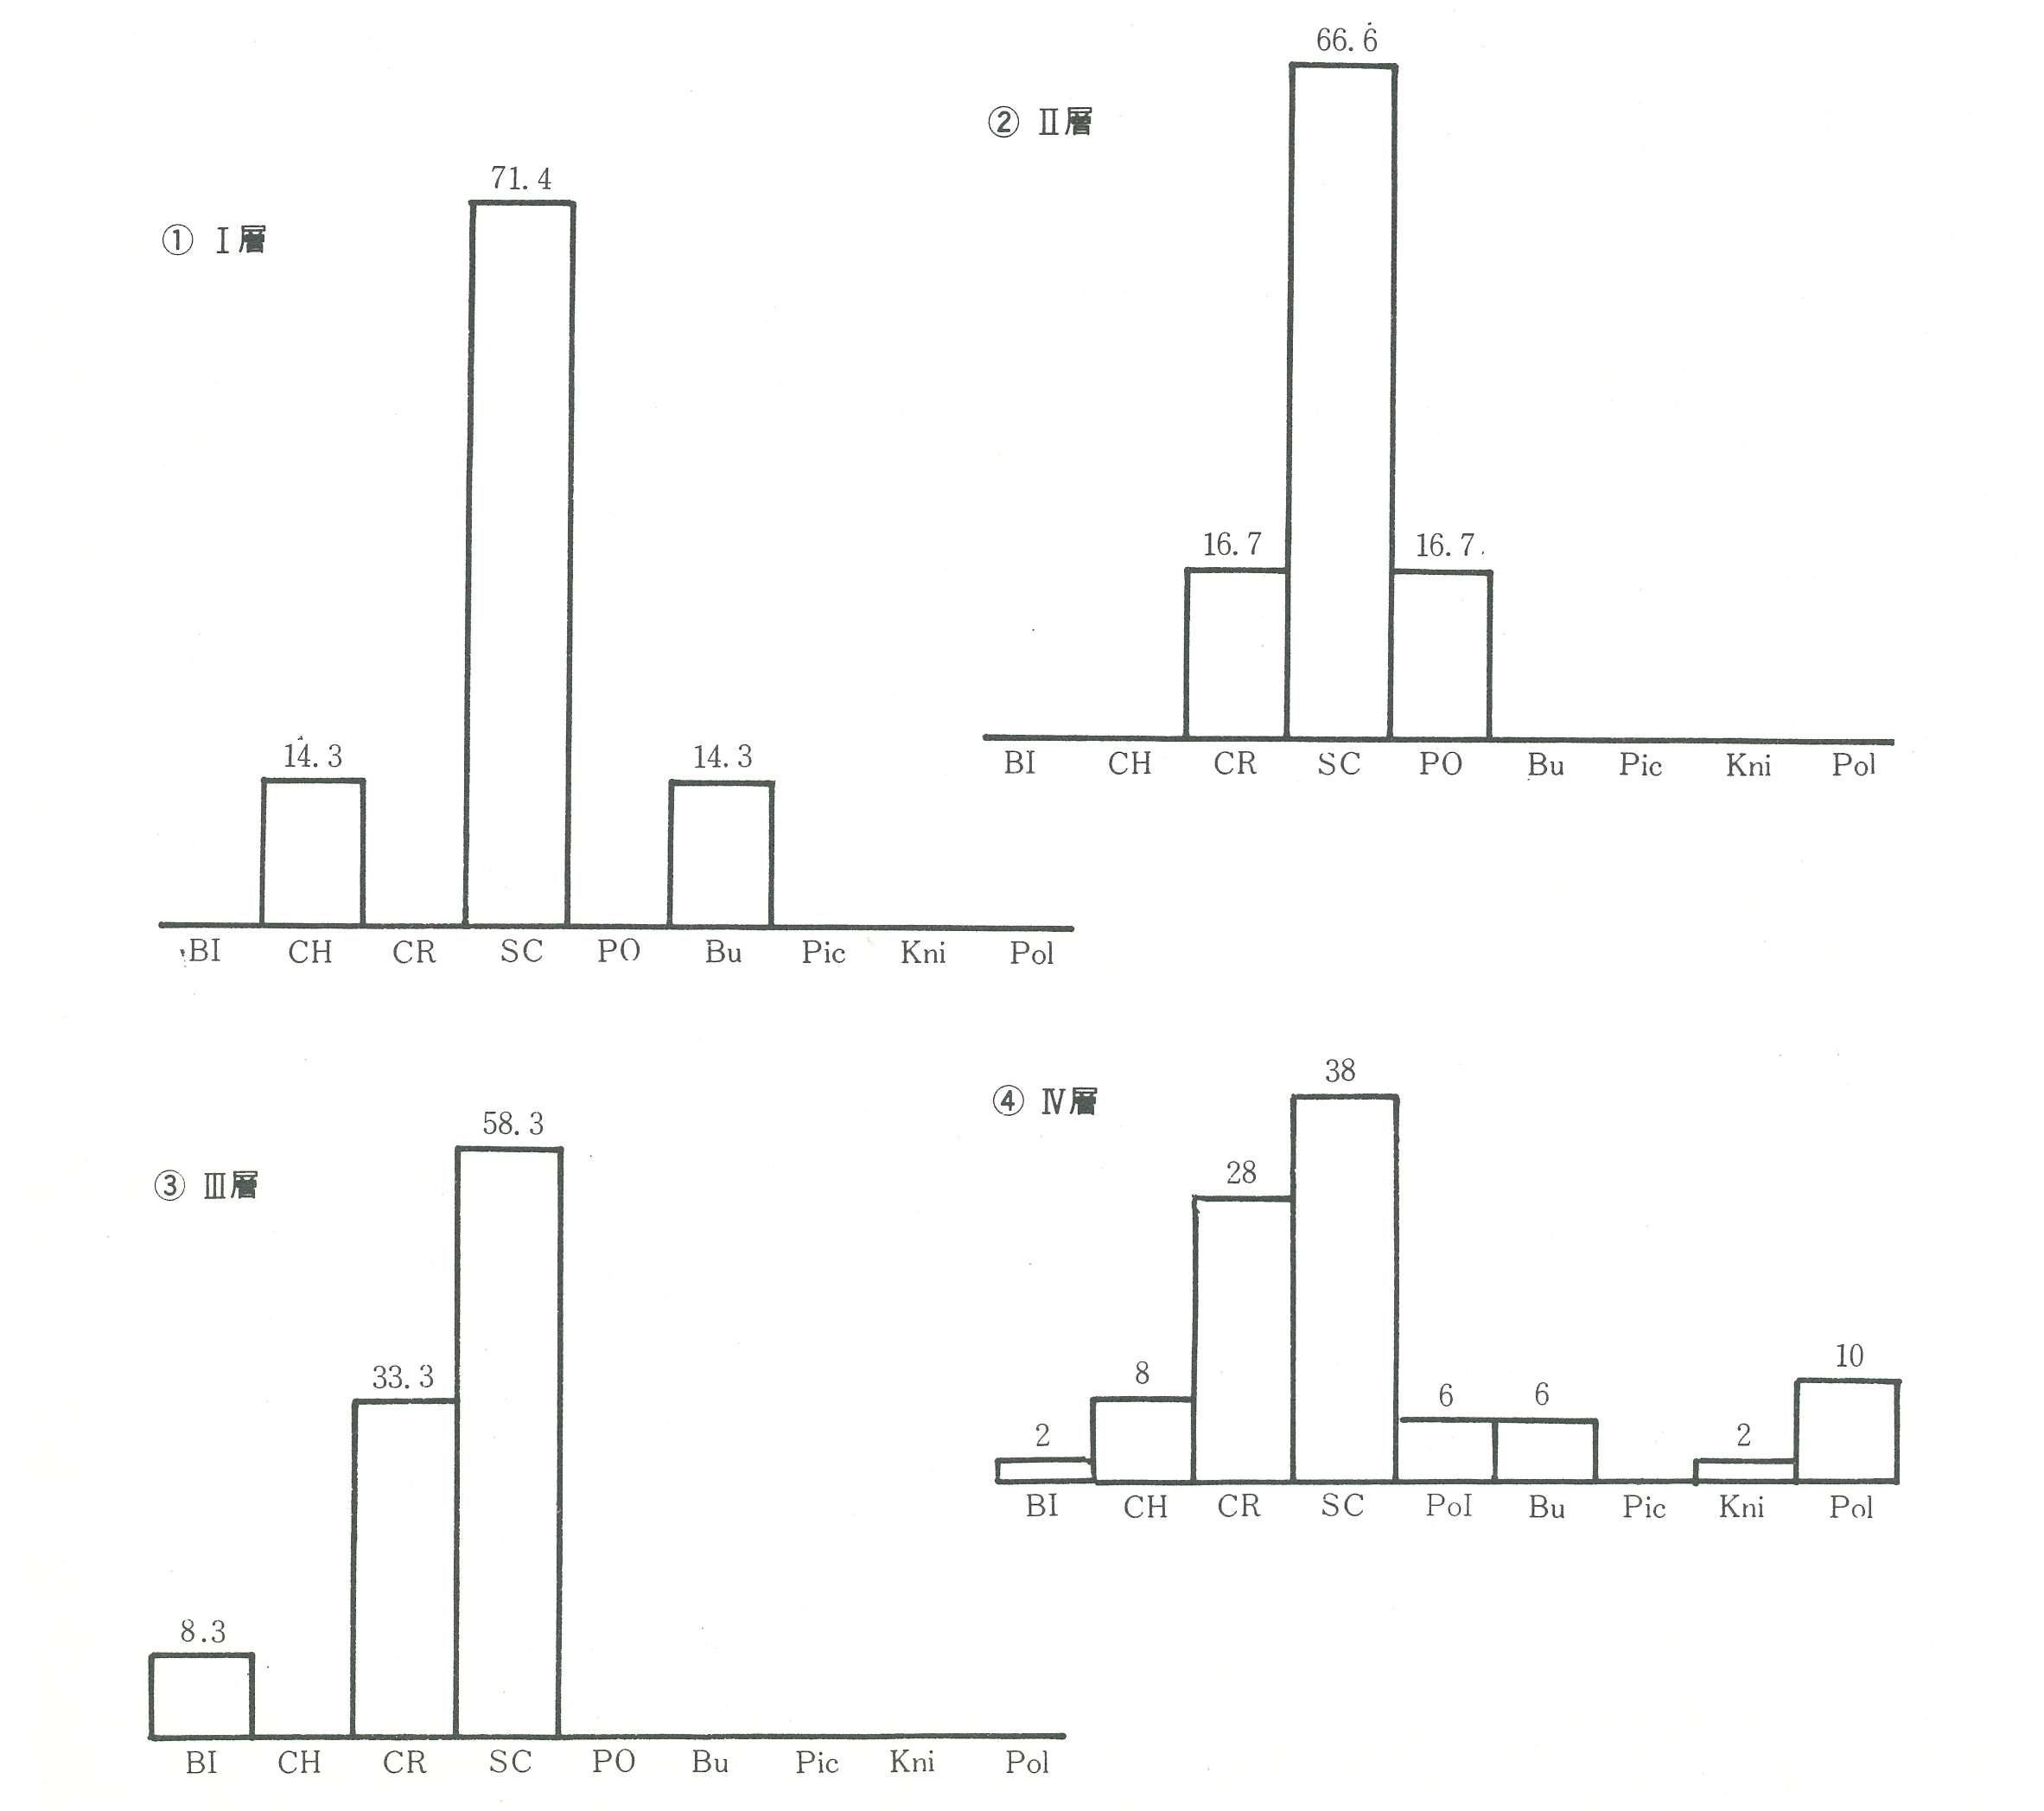 ① Ⅰ層
71.4
14.3
14.3
BI CH CR SC PO Bu Pic Kni Pol
② Ⅱ層
66.6
16.7
16.7
BI CH CR SC PO Bu Pic Kni Pol
③ Ⅲ層
58.3
33.3
8.3
BI CH CR SC PO Bu Pic Kni Pol
④ Ⅳ層
38
28
10
8
6 6
2
2
BI CH CR SC PoI Bu Pic Kni Pol